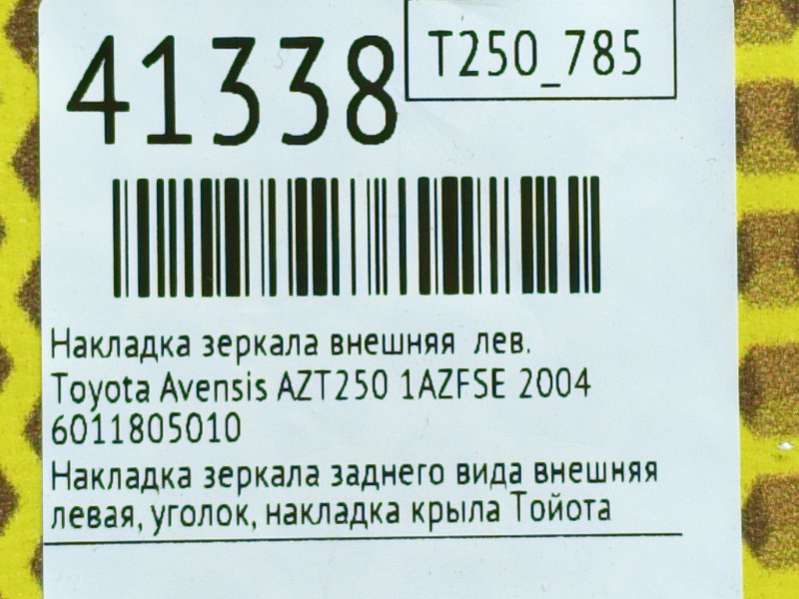 41338
T250_785
Накладка зеркала внешняя лев.
Toyota Avensis AZT250 1AZFSE 2004
6011805010
Накладка зеркала заднего вида внешняя
левая, уголок, накладка крыла Тойота